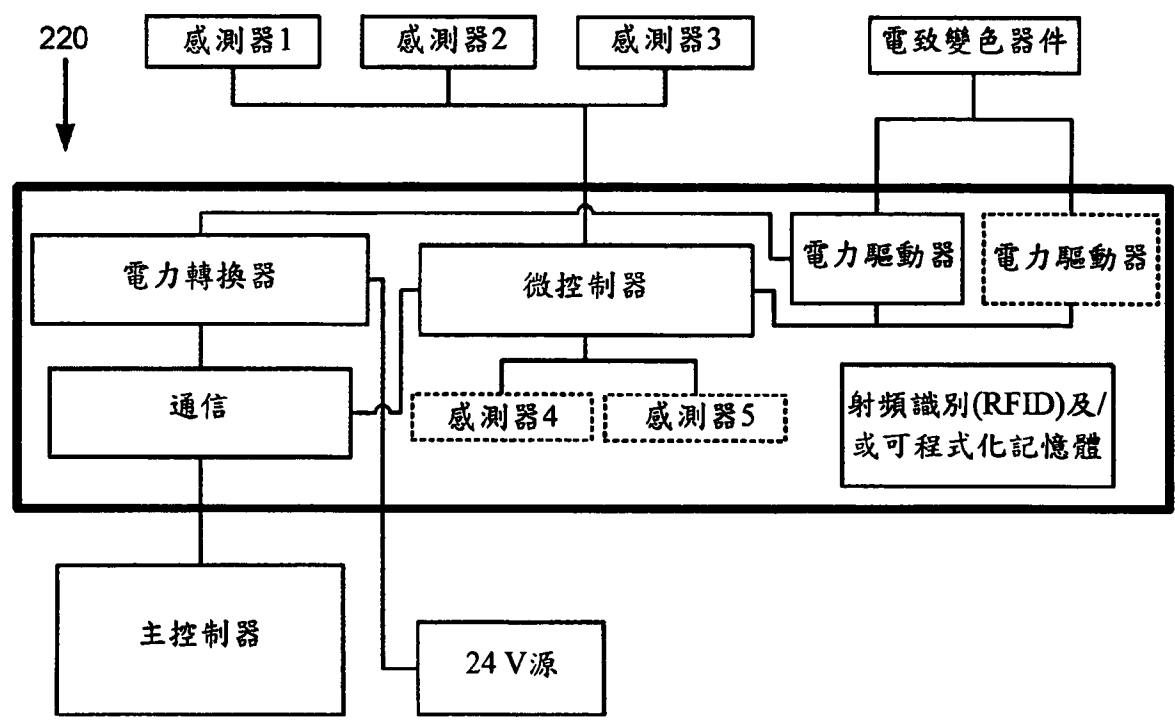 220
感測器1
感測器2
感測器3
電致變色器件
電力轉換器
微控制器
電力驅動器
電力驅動器
通信
感測器4
感測器5
射頻識別(RFID)及/
或可程式化記憶體
主控制器
24 V源